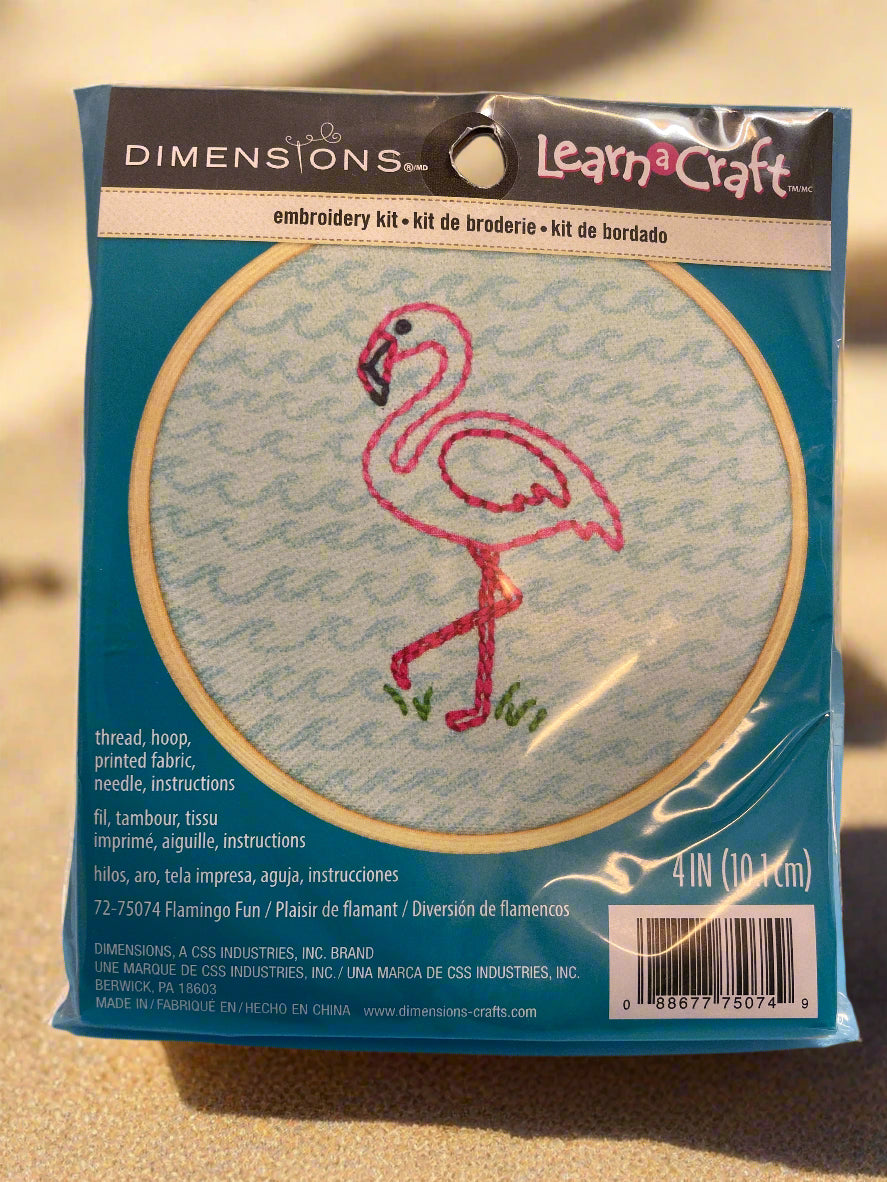 DIMENSIONS®/MD
Learn a Craft™/MC
embroidery kit • kit de broderie • kit de bordado
thread, hoop,
printed fabric,
needle, instructions
fil, tambour, tissu
imprimé, aiguille, instructions
hilos, aro, tela impresa, aguja, instrucciones
4 IN (10.1 cm)
72-75074 Flamingo Fun / Plaisir de flamant / Diversión de flamencos
DIMENSIONS, A CSS INDUSTRIES, INC. BRAND
UNE MARQUE DE CSS INDUSTRIES, INC. / UNA MARCA DE CSS INDUSTRIES, INC.
BERWICK, PA 18603
MADE IN / FABRIQUÉ EN / HECHO EN CHINA www.dimensions-crafts.com
0 88677 75074 9